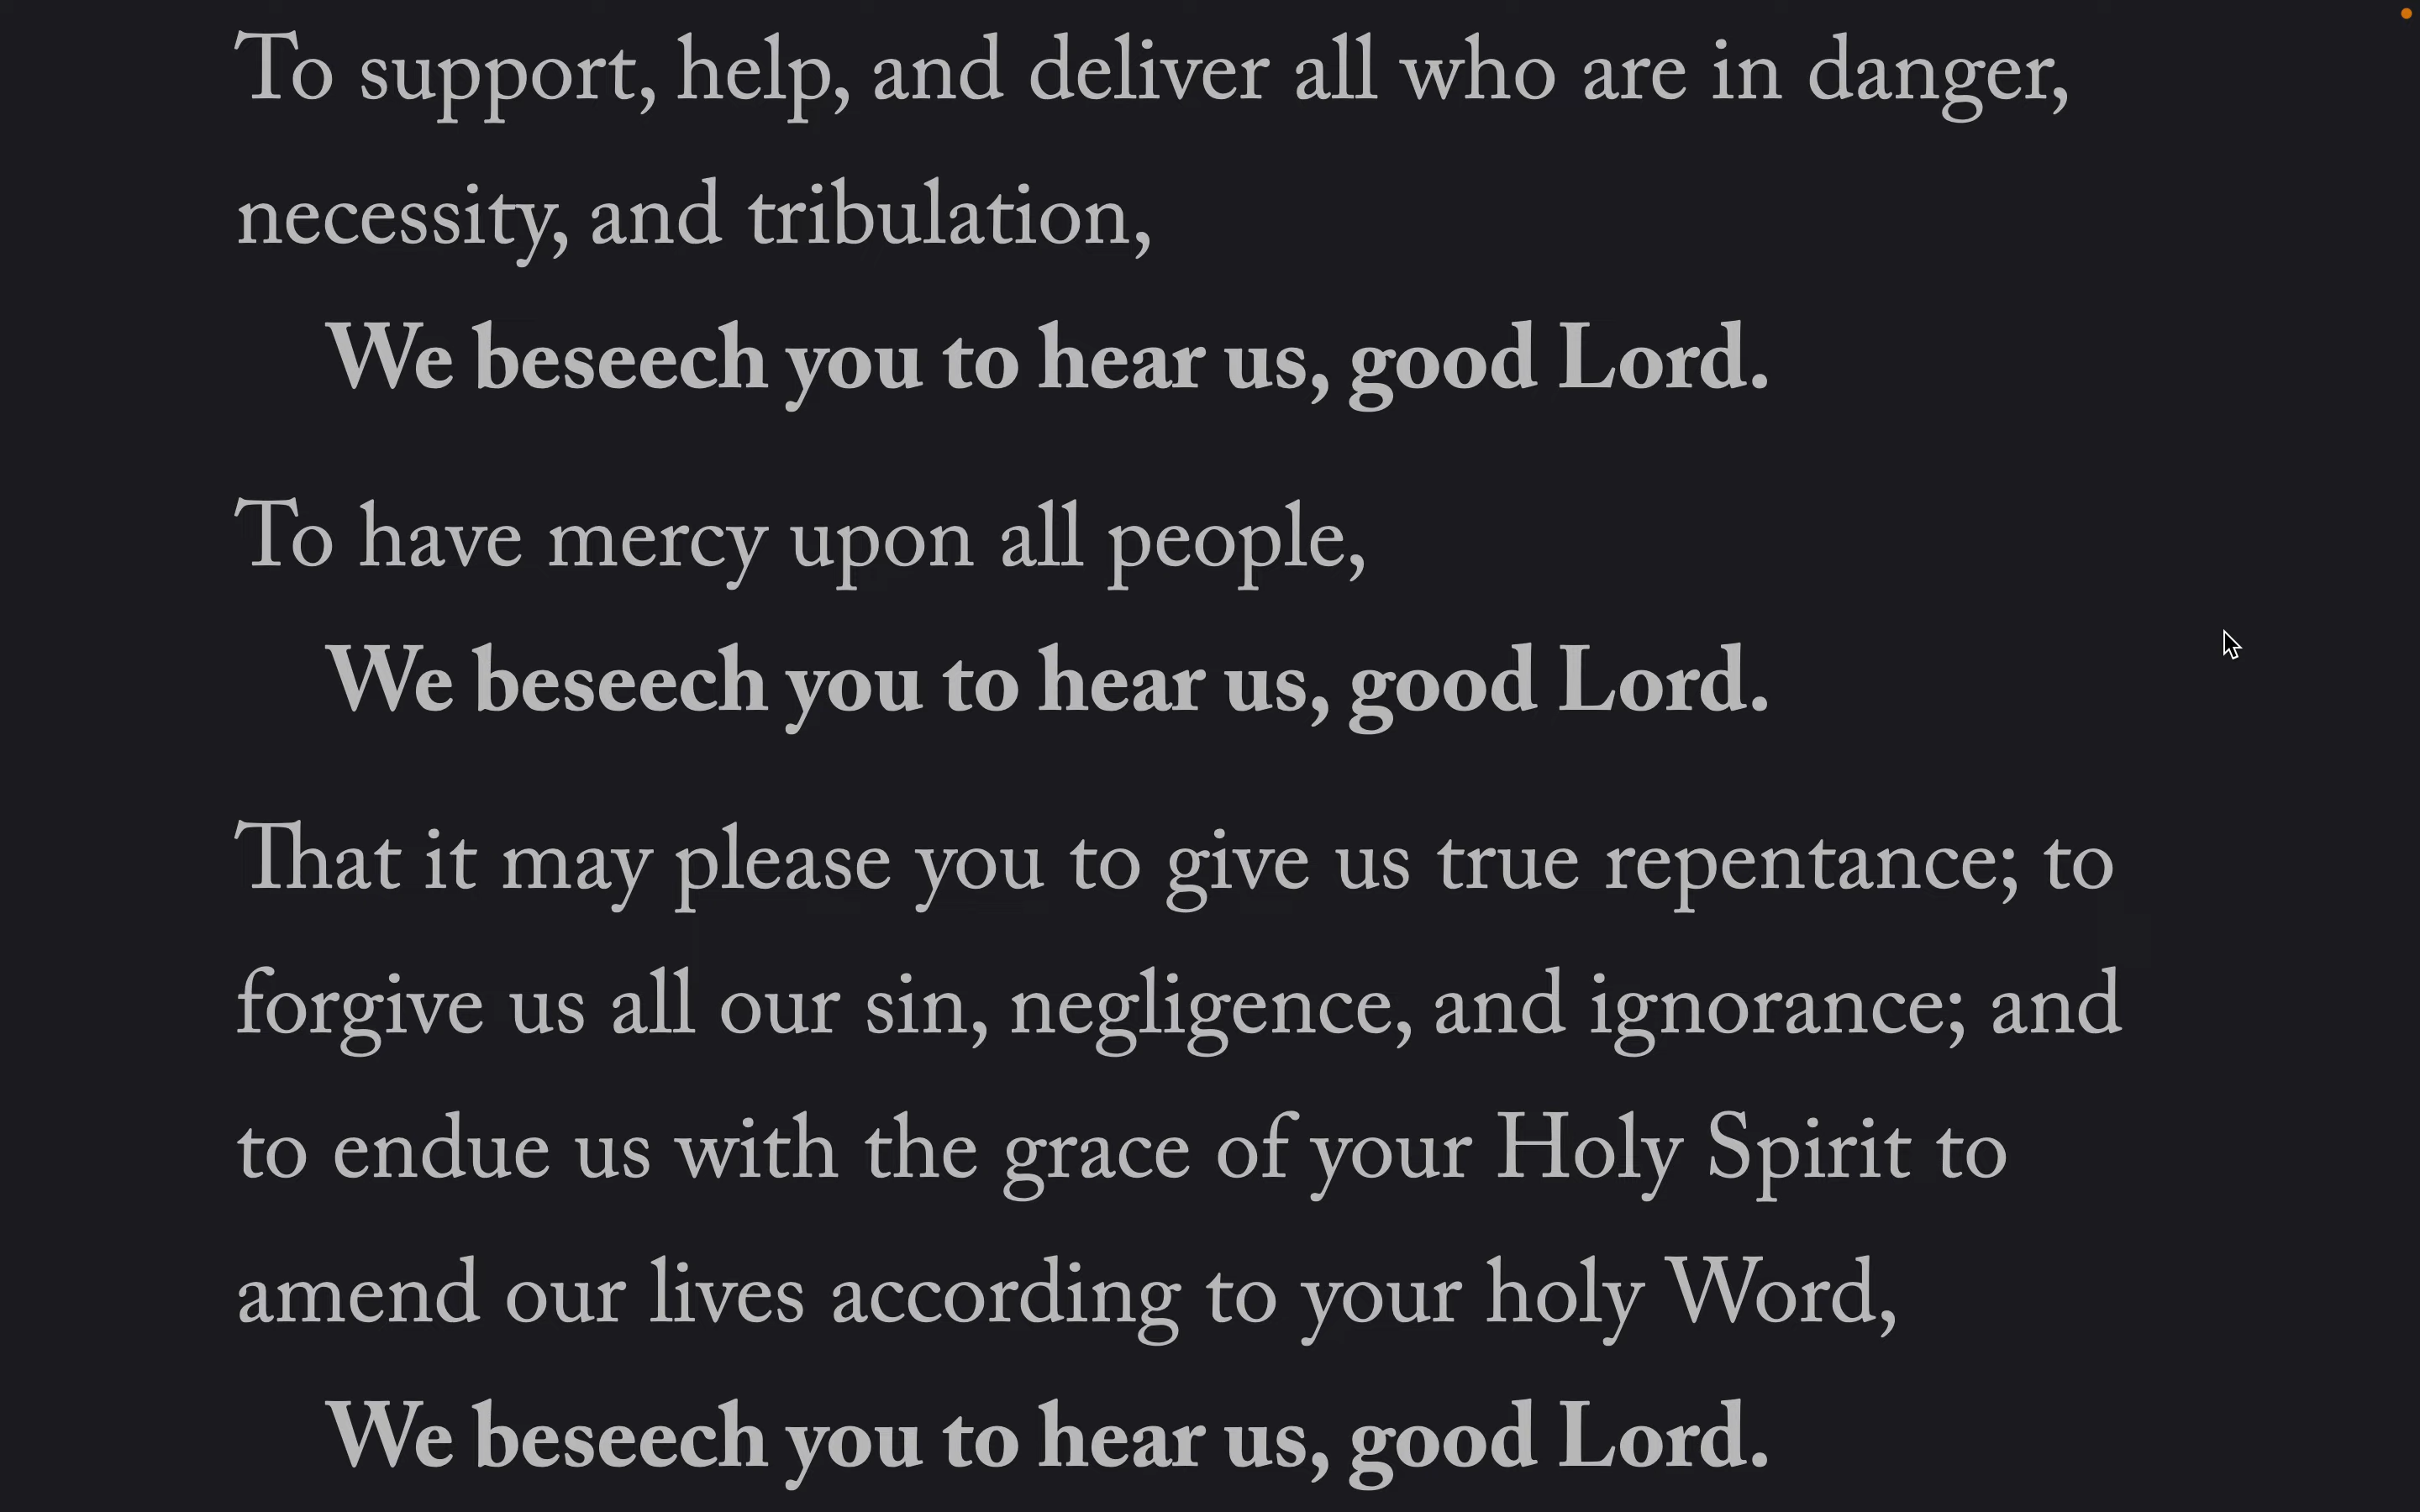 To support, help, and deliver all who are in danger,
necessity, and tribulation,
We beseech you to hear us, good Lord.
To have mercy upon all people,
We beseech you to hear us, good Lord.
That it may please you to give us true repentance; to
forgive us all our sin, negligence, and ignorance; and
to endue us with the grace of your Holy Spirit to
amend our lives according to your holy Word,
We beseech you to hear us, good Lord.